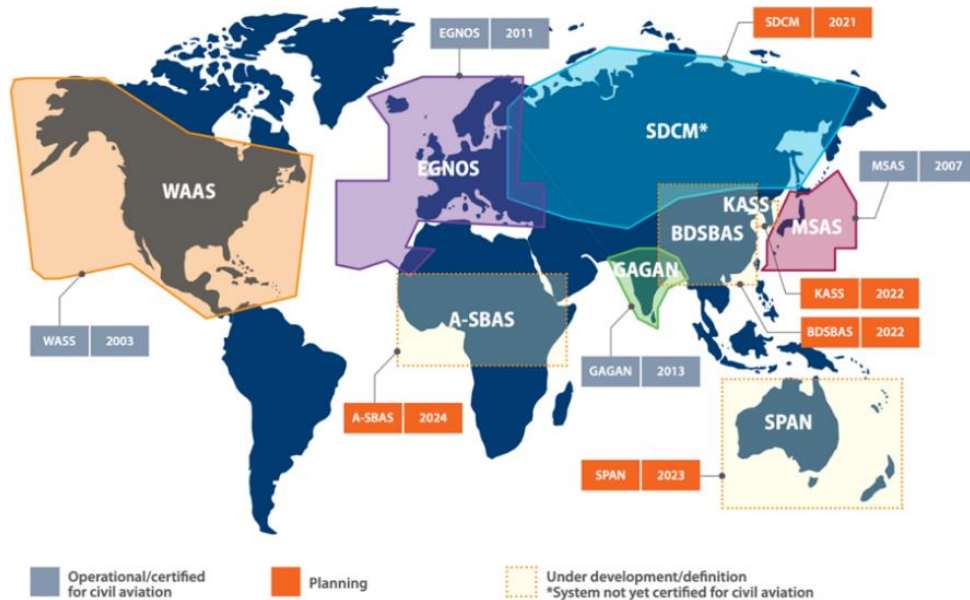 EGNOS 2011
SDCM 2021
SDCM*
WAAS
EGNOS
MSAS 2007
KASS
MSAS
BDSBAS
GAGAN
KASS 2022
A-SBAS
BDSBAS 2022
WASS 2003
GAGAN 2013
A-SBAS 2024
SPAN
SPAN 2023
Operational/certified
for civil aviation
Planning
Under development/definition
*System not yet certified for civil aviation